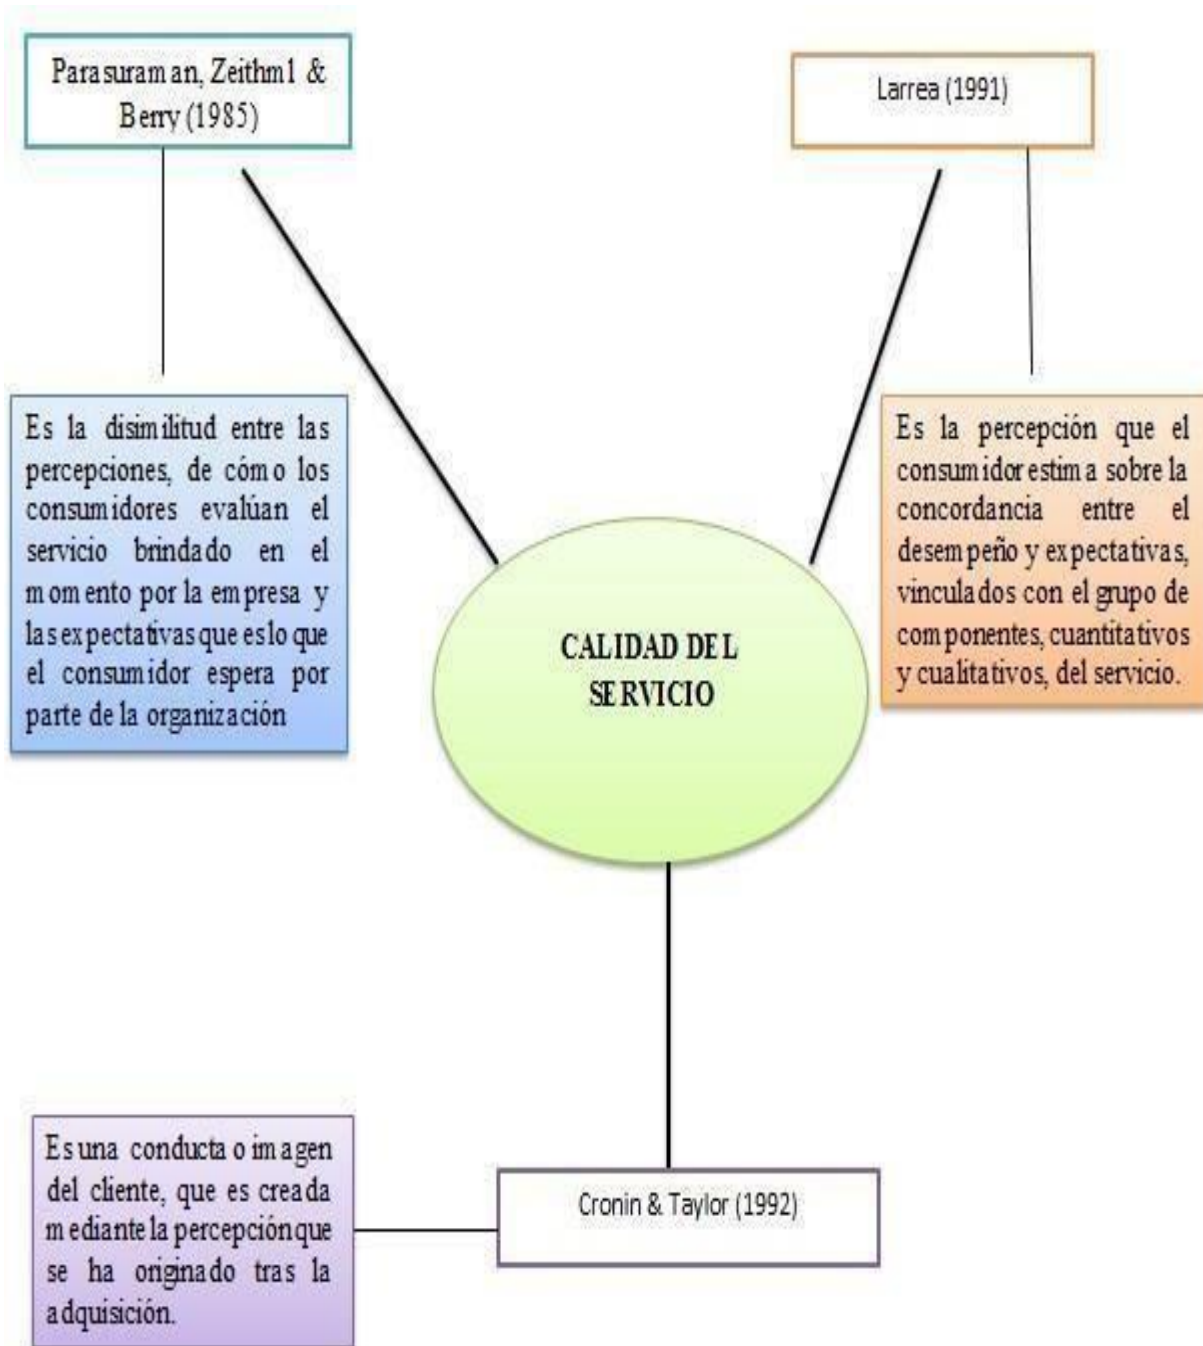 Parasuraman, Zeithml &
Berry (1985)
Larrea (1991)
Es la disimilitud entre las
percepciones, de cómo los
consumidores evalúan el
servicio brindado en el
momento por la empresa y
las expectativas que es lo que
el consumidor espera por
parte de la organización
Es la percepción que el
consumidor estima sobre la
concordancia entre el
desempeño y expectativas,
vinculados con el grupo de
componentes, cuantitativos
y cualitativos, del servicio.
CALIDAD DEL
SERVICIO
Es una conducta o imagen
del cliente, que es creada
mediante la percepción que
se ha originado tras la
adquisición.
Cronin & Taylor (1992)